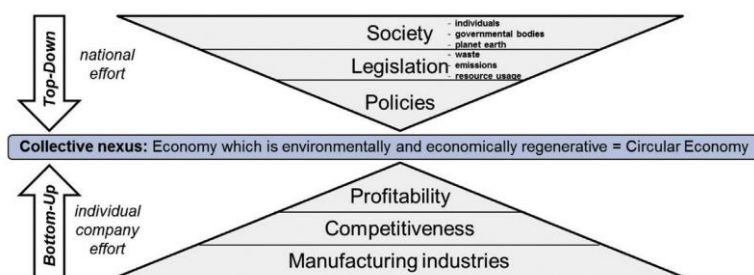 Top-Down
national
effort
Society
- individuals
- governmental bodies
- planet earth
Legislation
- waste
- emissions
- resource usage
Policies
Collective nexus: Economy which is environmentally and economically regenerative = Circular Economy
Bottom-Up
individual
company
effort
Profitability
Competitiveness
Manufacturing industries